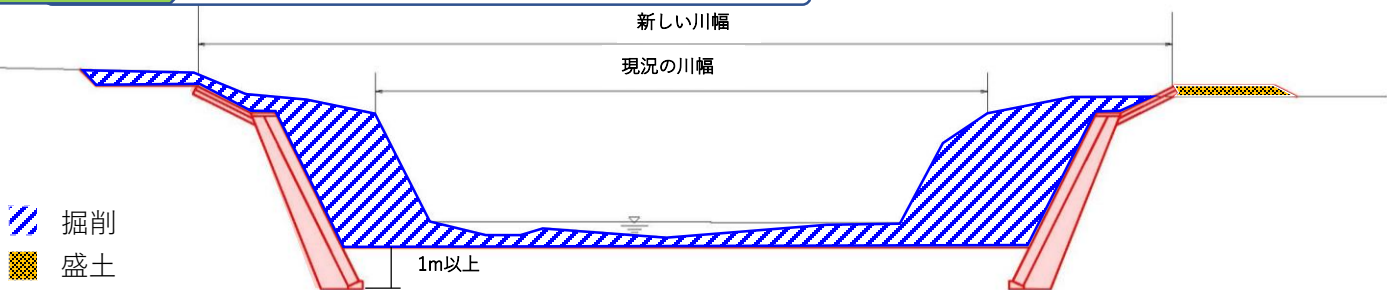 新しい川幅
現況の川幅
掘削
盛土
1m以上